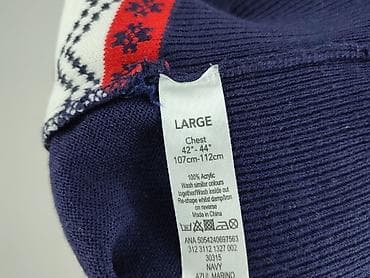 LARGE
Chest
42"- 44"
107cm-112cm
100% Acrylic
Wash similar colours
together/Wash inside out
Re-shape whilst damp/Iron
on reverse
Made in China
ANA 5054240697563
312 3112 1327 002
30315
NAVY
AZUL MARINO